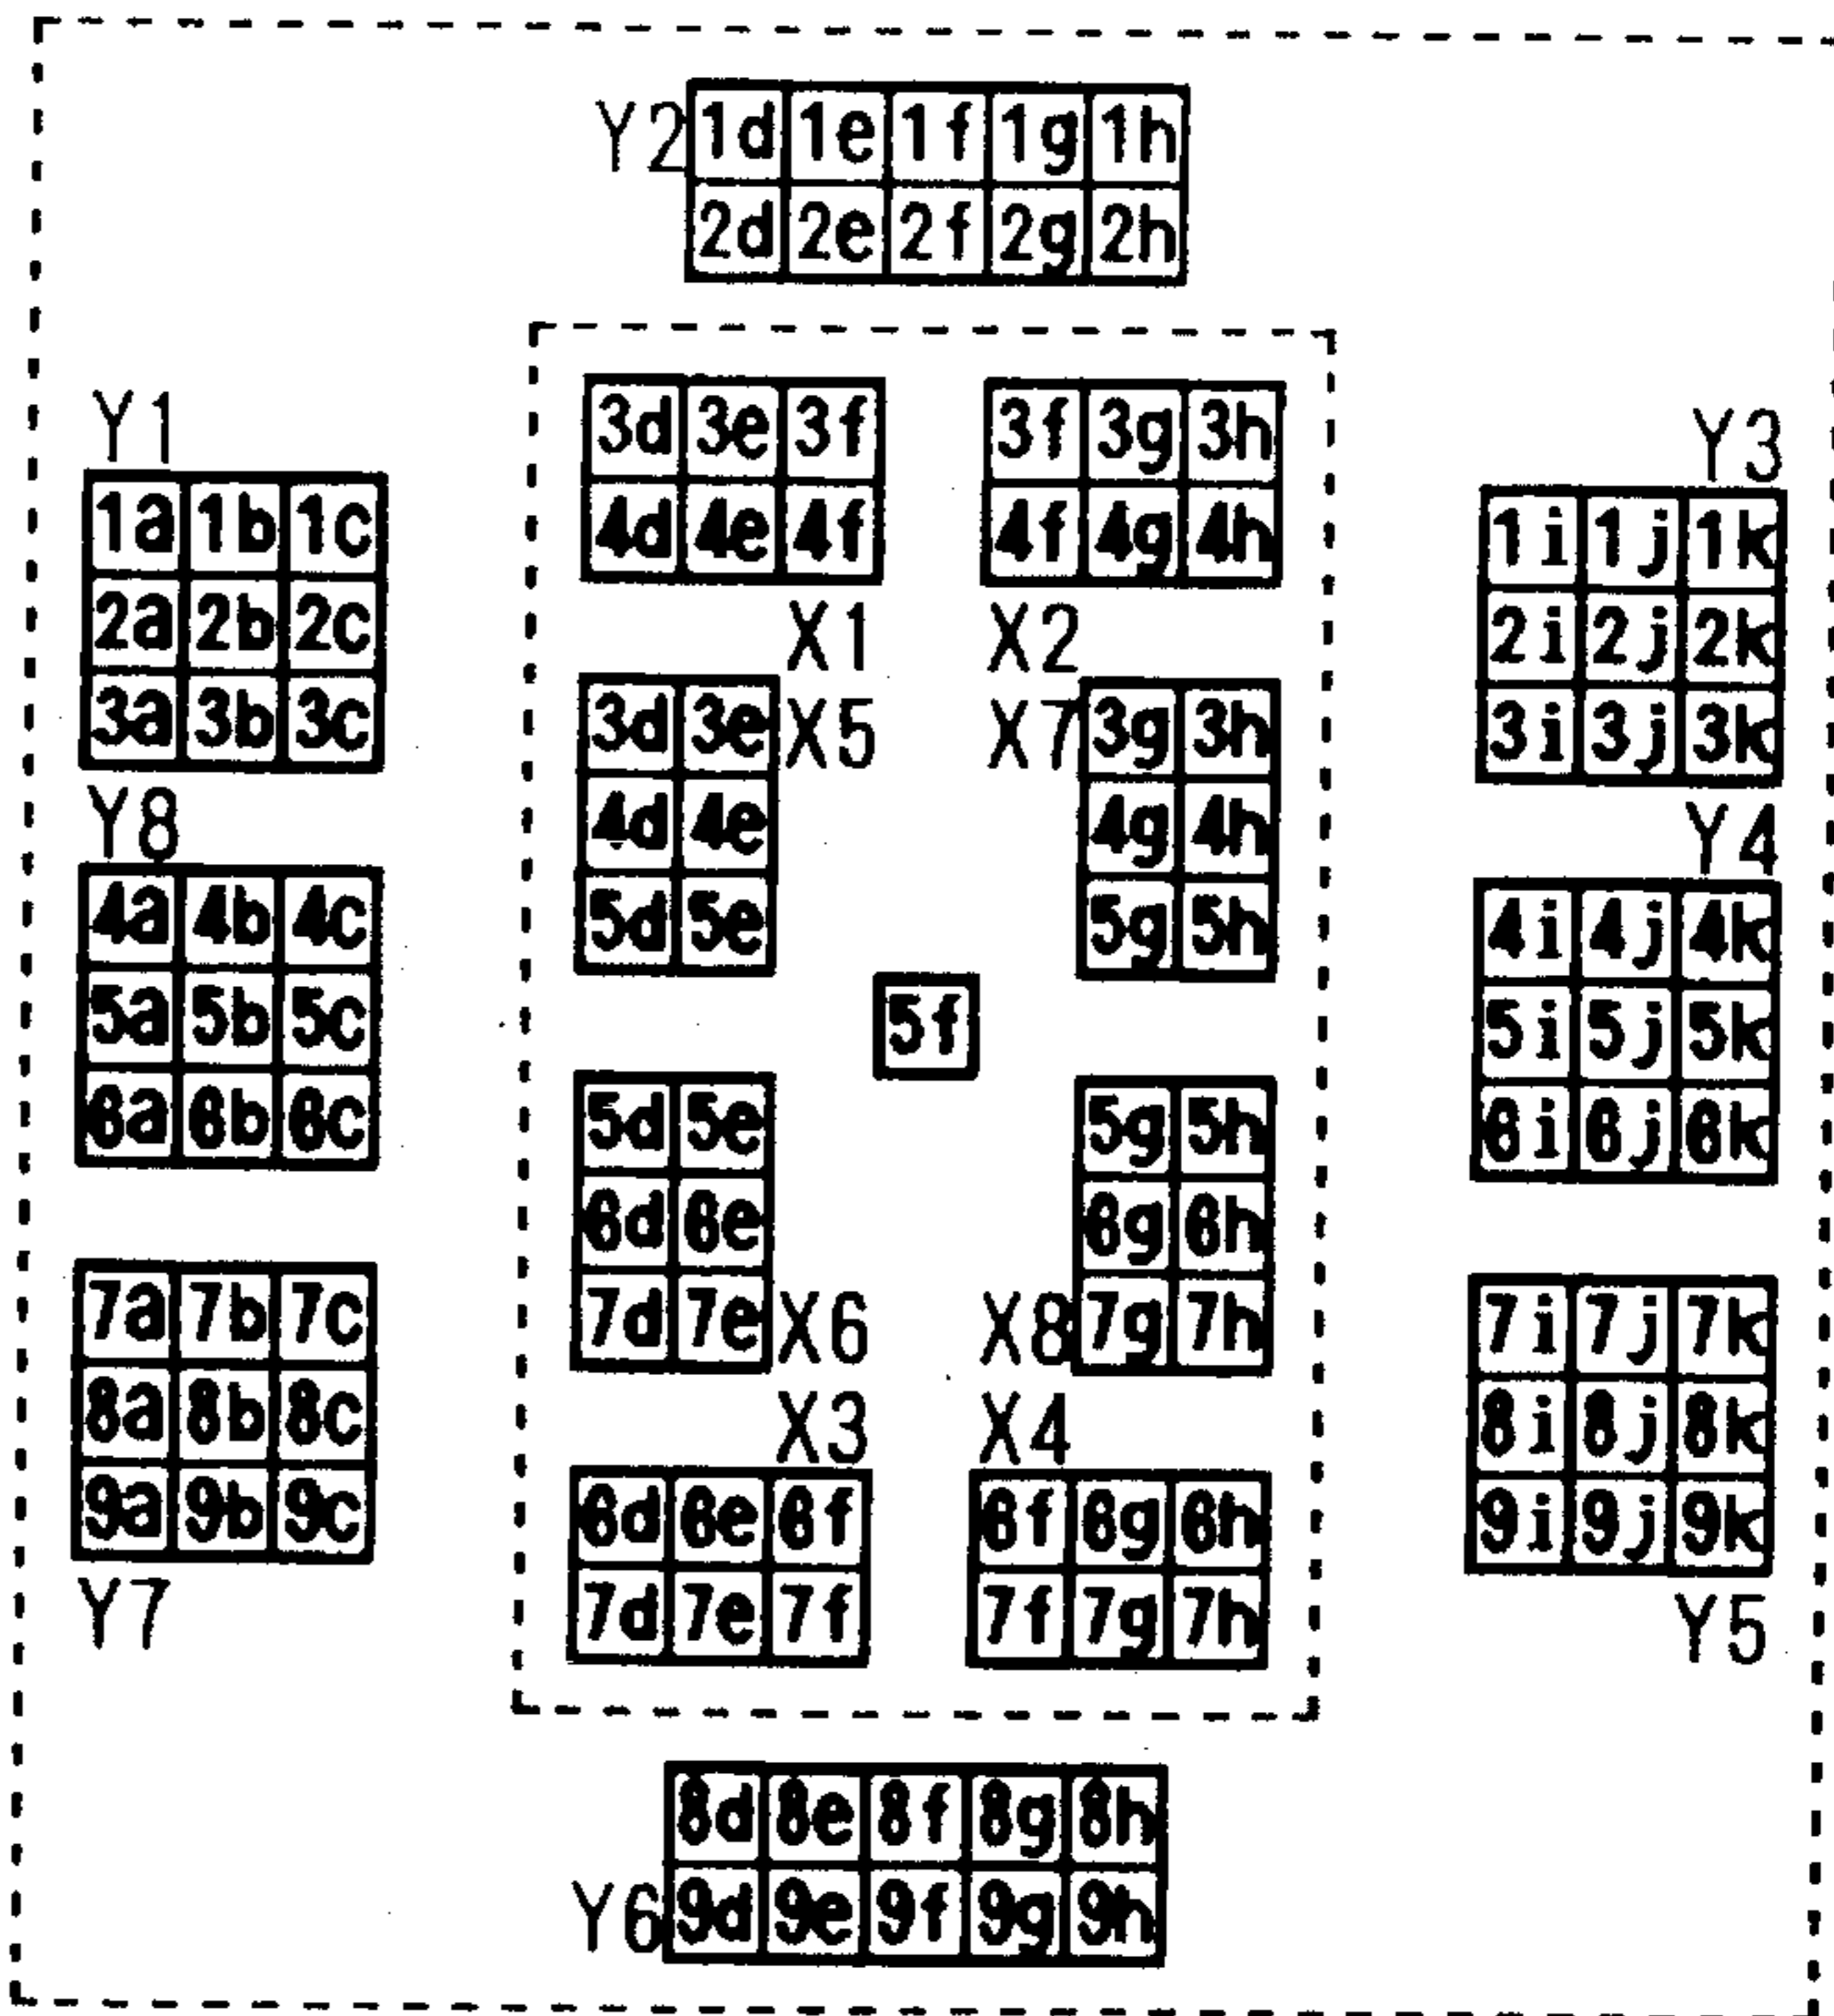 Y2 1d 1e 1f 1g 1h
2d 2e 2f 2g 2h
Y1
1a 1b 1c
2a 2b 2c
3a 3b 3c
Y8
4a 4b 4c
5a 5b 5c
6a 6b 6c
7a 7b 7c
8a 8b 8c
9a 9b 9c
Y7
3d 3e 3f
4d 4e 4f
X1
3f 3g 3h
4f 4g 4h
X2
3d 3e X5
4d 4e
5d 5e
X7 3g 3h
4g 4h
5g 5h
5f
5d 5e
6d 6e
7d 7e X6
5g 5h
6g 6h
X8 7g 7h
X3
6d 6e 6f
7d 7e 7f
X4
6f 6g 6h
7f 7g 7h
Y3
1i 1j 1k
2i 2j 2k
3i 3j 3k
Y4
4i 4j 4k
5i 5j 5k
6i 6j 6k
7i 7j 7k
8i 8j 8k
9i 9j 9k
Y5
8d 8e 8f 8g 8h
Y6 9d 9e 9f 9g 9h